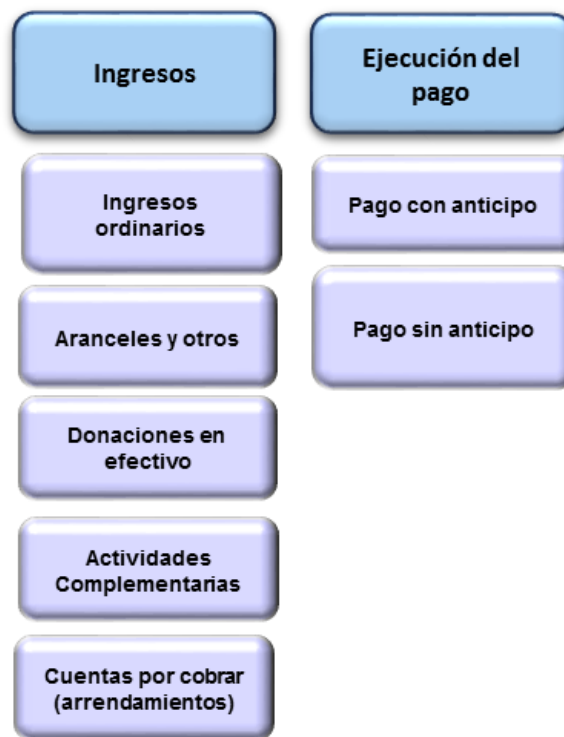 Ingresos
Ingresos
ordinarios
Aranceles y otros
Donaciones en
efectivo
Actividades
Complementarias
Cuentas por cobrar
(arrendamientos)
Ejecución del
pago
Pago con anticipo
Pago sin anticipo